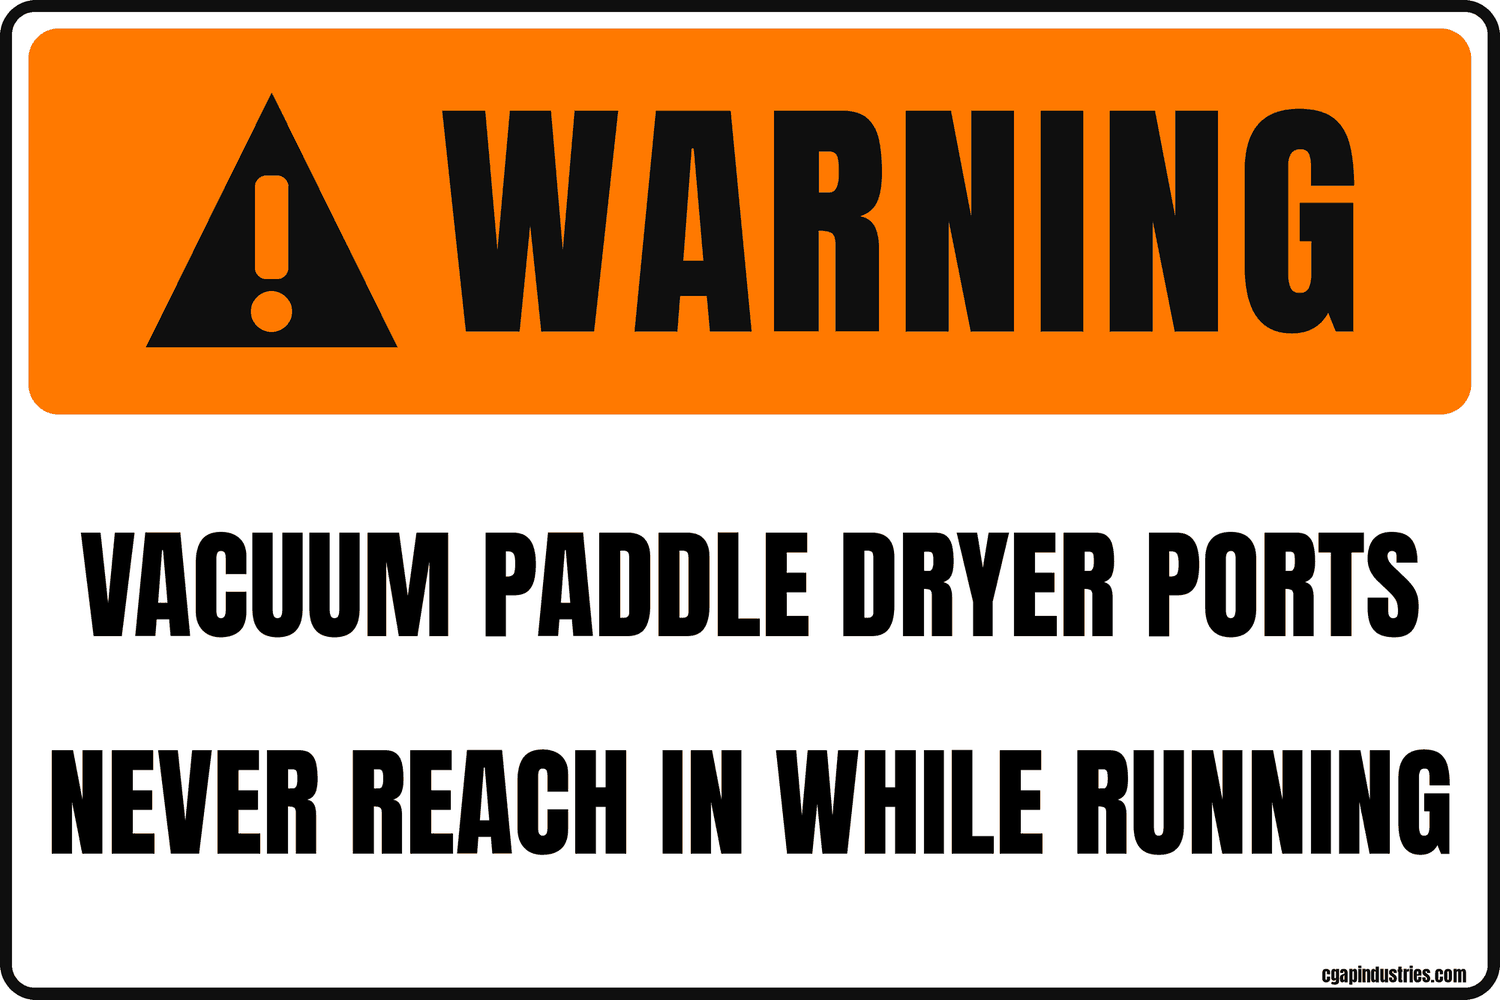 WARNING
VACUUM PADDLE DRYER PORTS
NEVER REACH IN WHILE RUNNING
cgapindustries.com